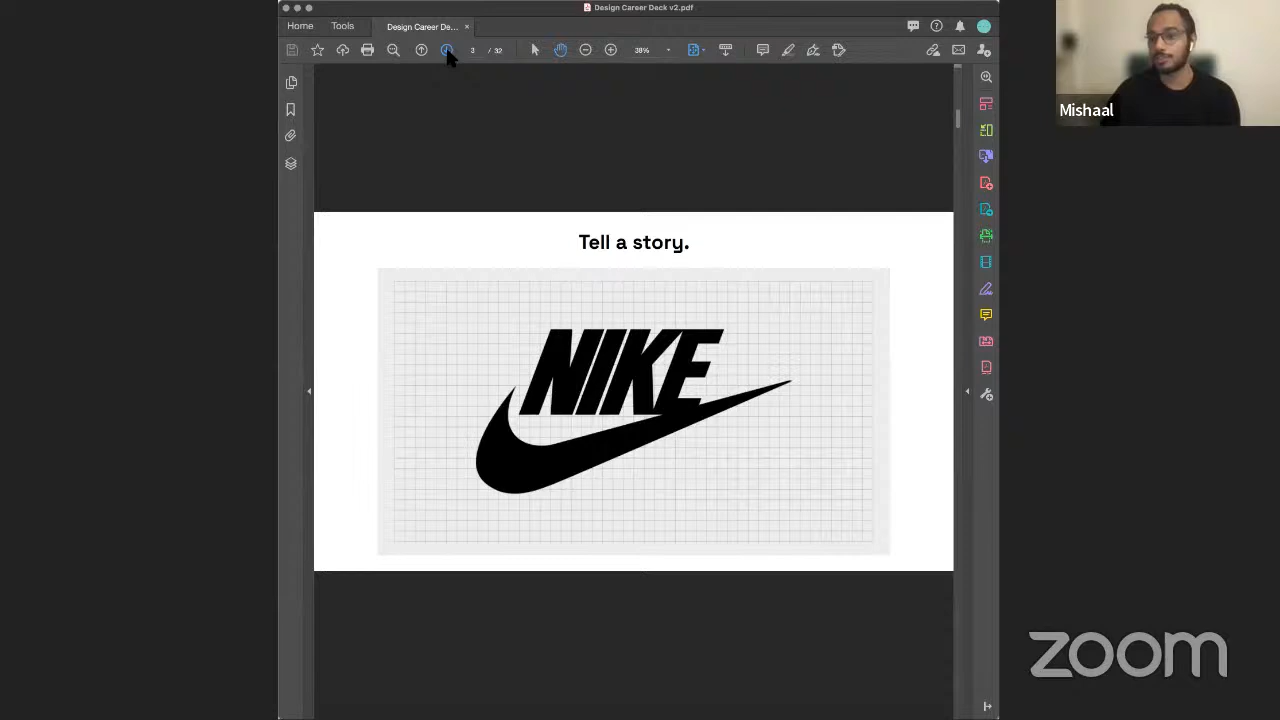 Design Career Deck v2.pdf
Home
Tools
Design Career De... ×
3 / 32
38%
Mishaal
Tell a story.
NIKE
zoom